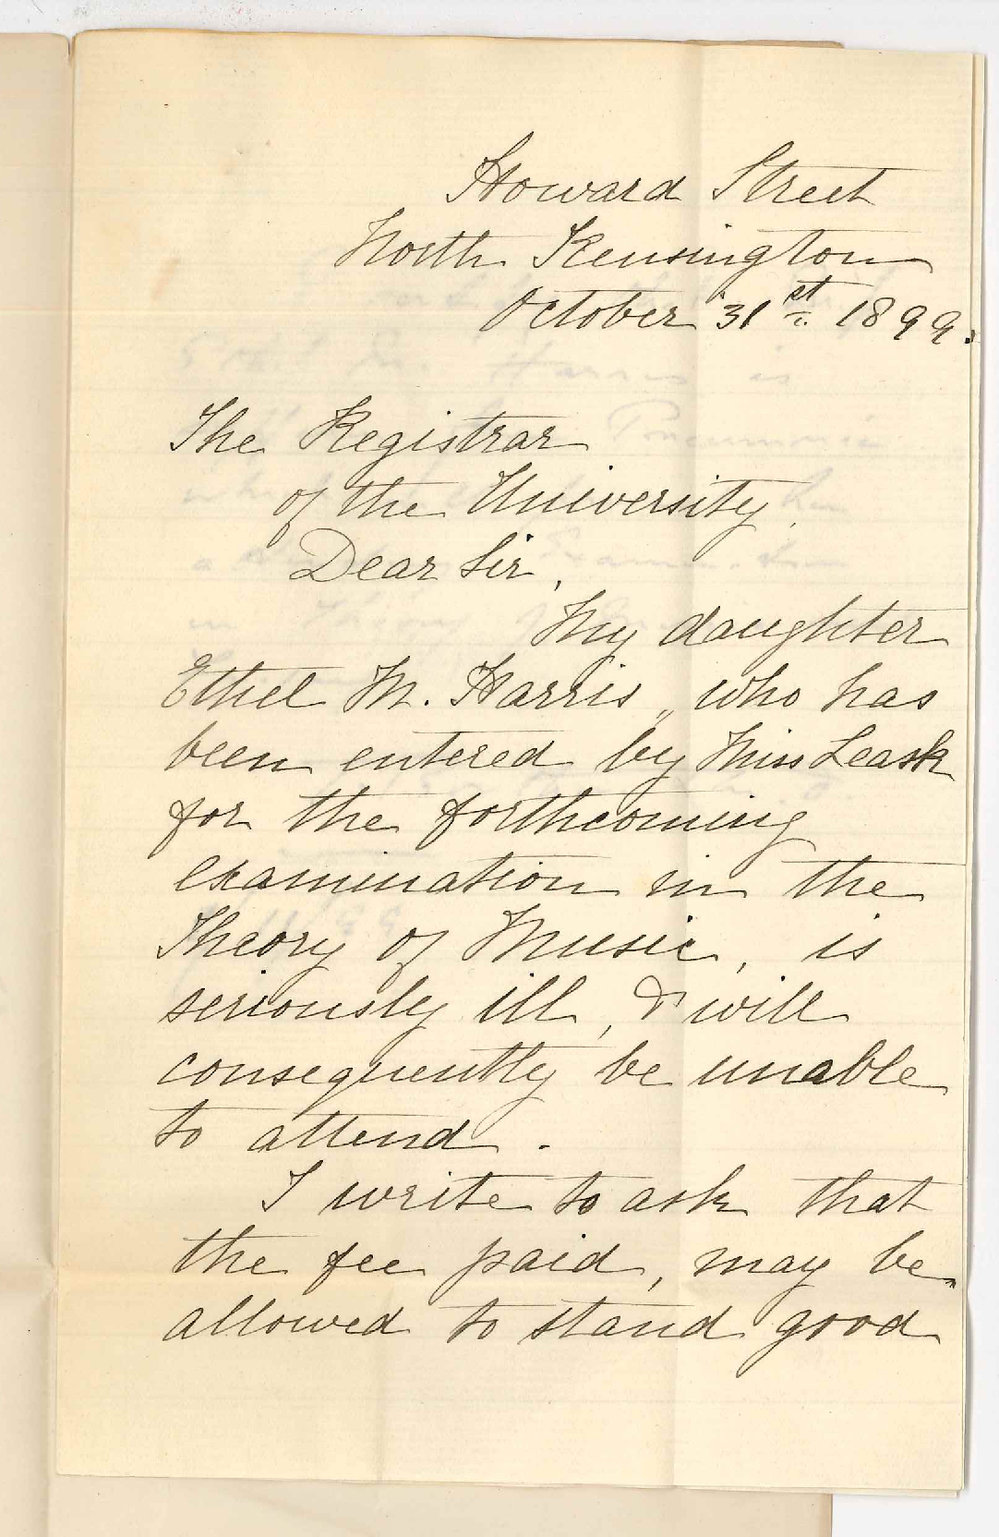 Howard Street
North Kensington
October 31st 1899.
The Registrar
of the University.
Dear Sir,
My daughter
Ethel M. Harris, who has
been entered by Miss Leask
for the forthcoming
examination in the
Theory of Music, is
seriously ill, & will
consequently be unable
to attend.
I write to ask that
the fee paid, may be
allowed to stand good